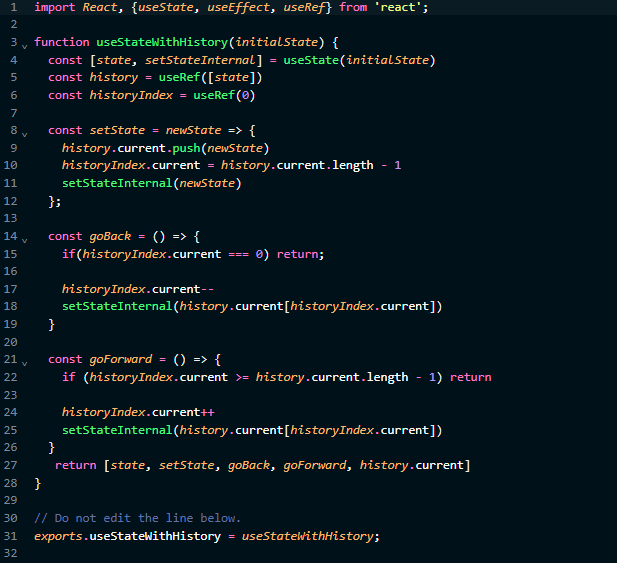 1 import React, {useState, useEffect, useRef} from 'react';
2
3 function useStateWithHistory(initialState) {
4 const [state, setStateInternal] = useState(initialState)
5 const history = useRef([state])
6 const historyIndex = useRef(0)
7
8 const setState = newState => {
9 history.current.push(newState)
10 historyIndex.current = history.current.length - 1
11 setStateInternal(newState)
12 };
13
14 const goBack = () => {
15 if(historyIndex.current === 0) return;
16
17 historyIndex.current--
18 setStateInternal(history.current[historyIndex.current])
19 }
20
21 const goForward = () => {
22 if (historyIndex.current >= history.current.length - 1) return
23
24 historyIndex.current++
25 setStateInternal(history.current[historyIndex.current])
26 }
27 return [state, setState, goBack, goForward, history.current]
28 }
29
30 // Do not edit the line below.
31 exports.useStateWithHistory = useStateWithHistory;
32